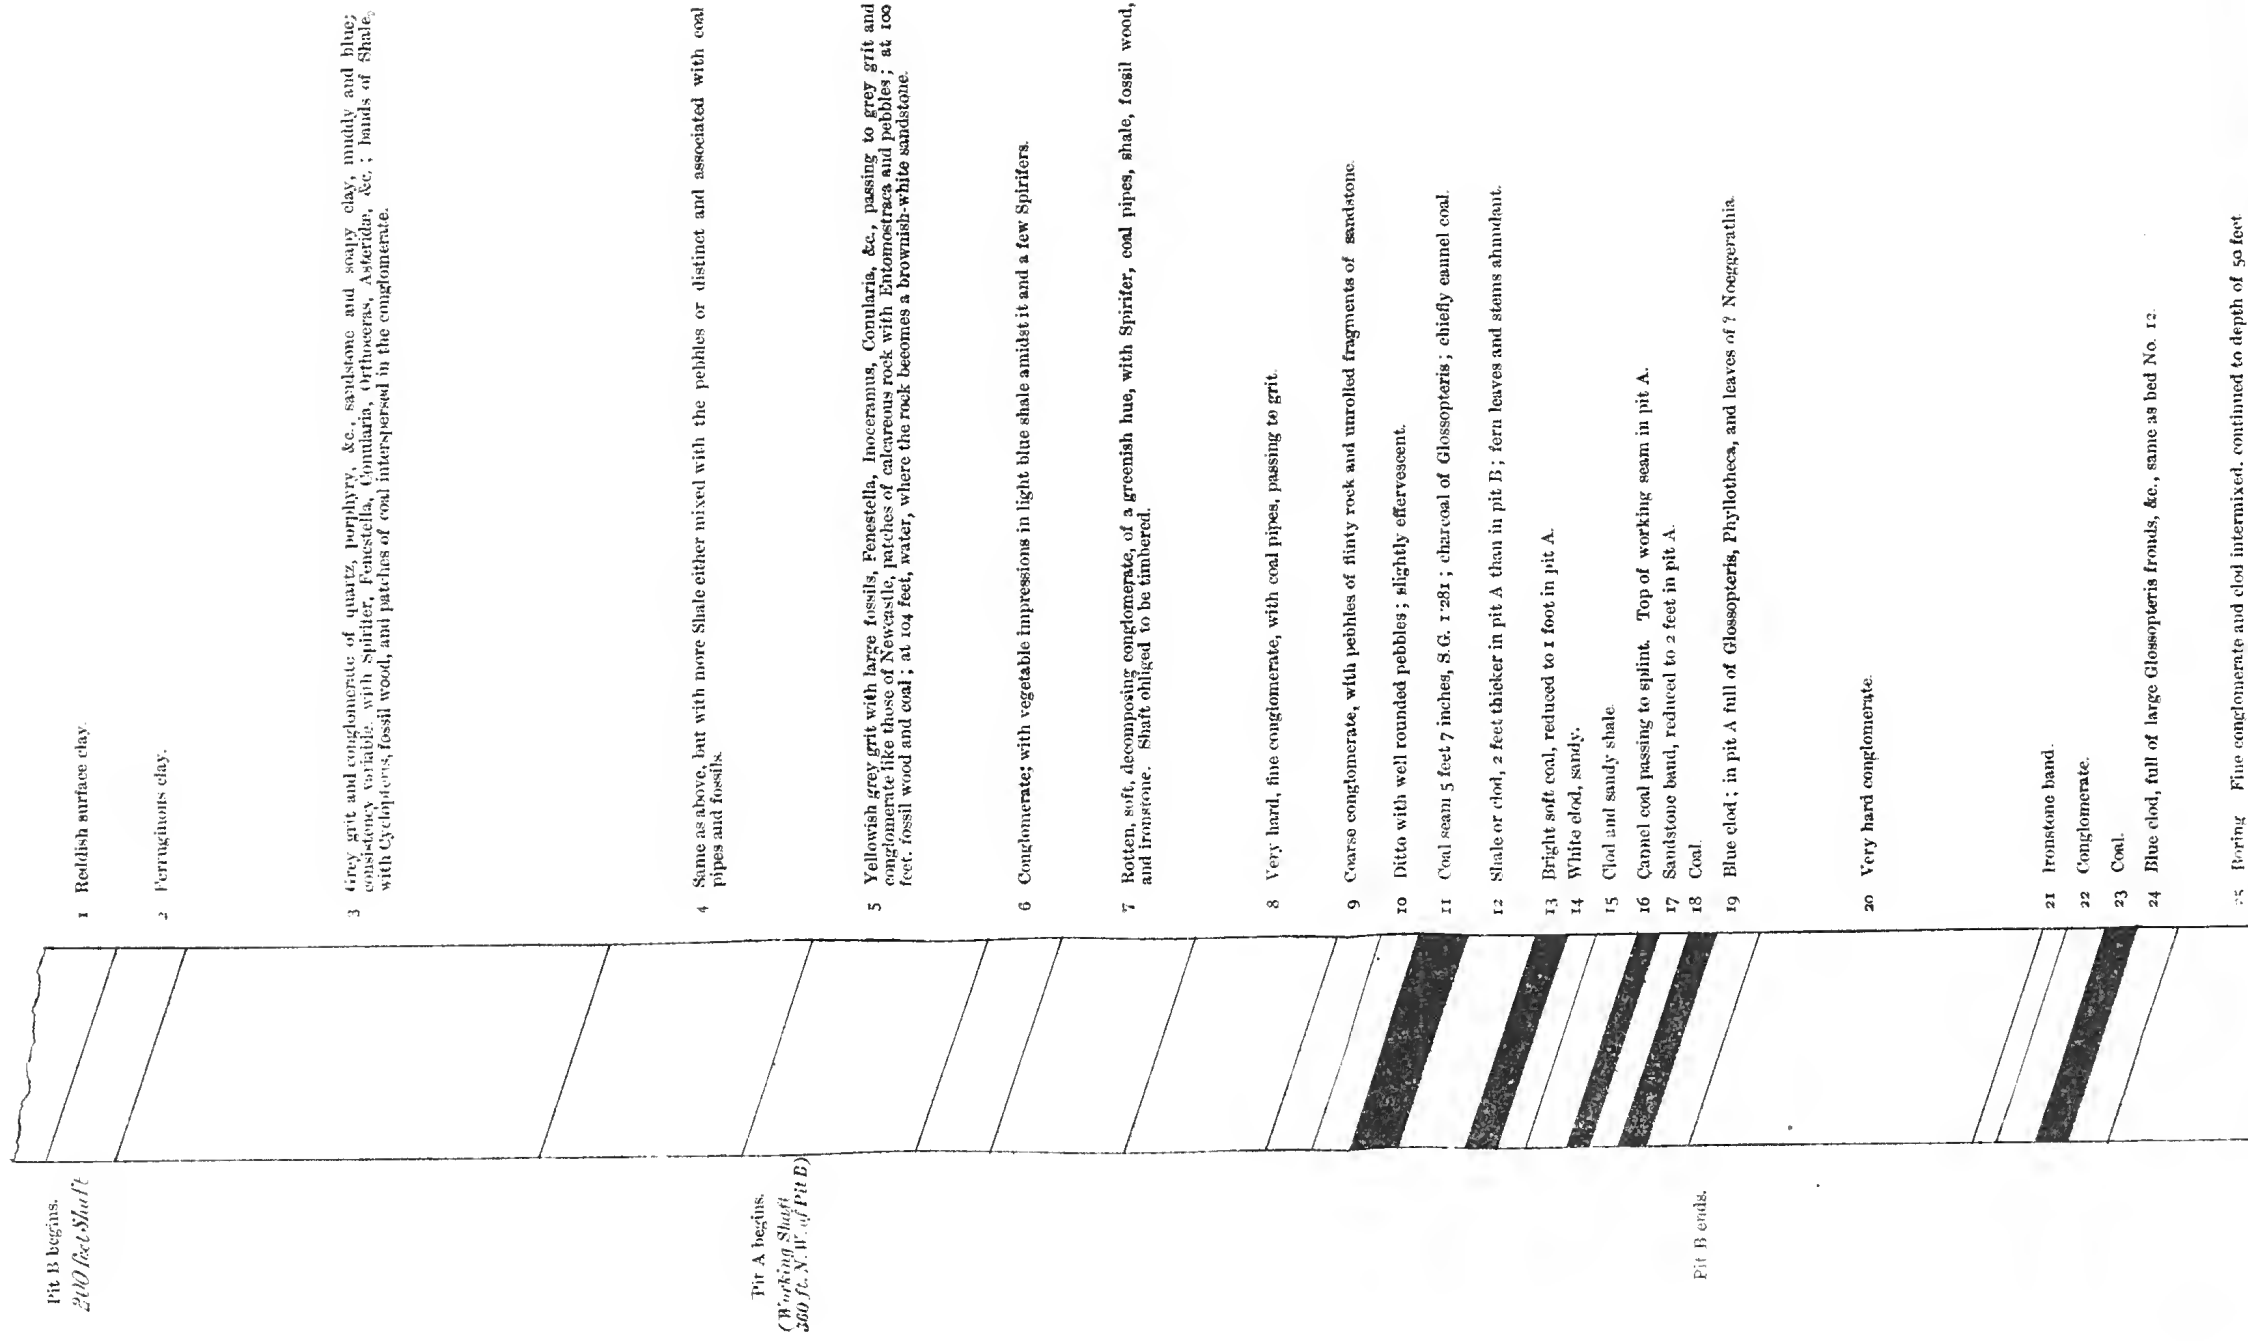 1 Reddish surface clay.
2 Ferruginous clay.
3 Grey grit and conglomerate of quartz, porphyry, &c., sandstone and soapy clay, muddy and blue;
consistency variable, with Spirifer, Fenestella, Conularia, Orthoceras, Asteridæ, &c.; bands of Shale,
with Cyclopteris, fossil wood, and patches of coal interspersed in the conglomerate.
4 Same as above, but with more Shale either mixed with the pebbles or distinct and associated with coal
pipes and fossils.
5 Yellowish grey grit with large fossils, Fenestella, Inoceramus, Conularia, &c., passing to grey grit and
conglomerate like those of Newcastle, patches of calcareous rock with Entomostraca and pebbles; at 100
feet, fossil wood and coal; at 104 feet, water, where the rock becomes a brownish-white sandstone.
6 Conglomerate; with vegetable impressions in light blue shale amidst it and a few Spirifers.
7 Rotten, soft, decomposing conglomerate, of a greenish hue, with Spirifer, coal pipes, shale, fossil wood,
and ironstone. Shaft obliged to be timbered.
8 Very hard, fine conglomerate, with coal pipes, passing to grit.
9 Coarse conglomerate, with pebbles of flinty rock and unrolled fragments of sandstone.
10 Ditto with well rounded pebbles; slightly effervescent.
11 Coal seam 5 feet 7 inches, S.G. 1·281; charcoal of Glossopteris; chiefly cannel coal.
12 Shale or clod, 2 feet thicker in pit A than in pit B; fern leaves and stems abundant.
13 Bright soft coal, reduced to 1 foot in pit A.
14 White clod, sandy.
15 Clod and sandy shale.
16 Cannel coal passing to splint. Top of working seam in pit A.
17 Sandstone band, reduced to 2 feet in pit A.
18 Coal.
19 Blue clod; in pit A full of Glossopteris, Phyllotheca, and leaves of ? Noeggerathia.
20 Very hard conglomerate.
21 Ironstone band.
22 Conglomerate.
23 Coal.
24 Blue clod, full of large Glossopteris fronds, &c., same as bed No. 12.
25 Boring Fine conglomerate and clod intermixed, continued to depth of 50 feet
Pit B begins.
200 feet Shaft
Pit A begins.
(Working Shaft
360 ft. N.W. of Pit B)
Pit B ends.